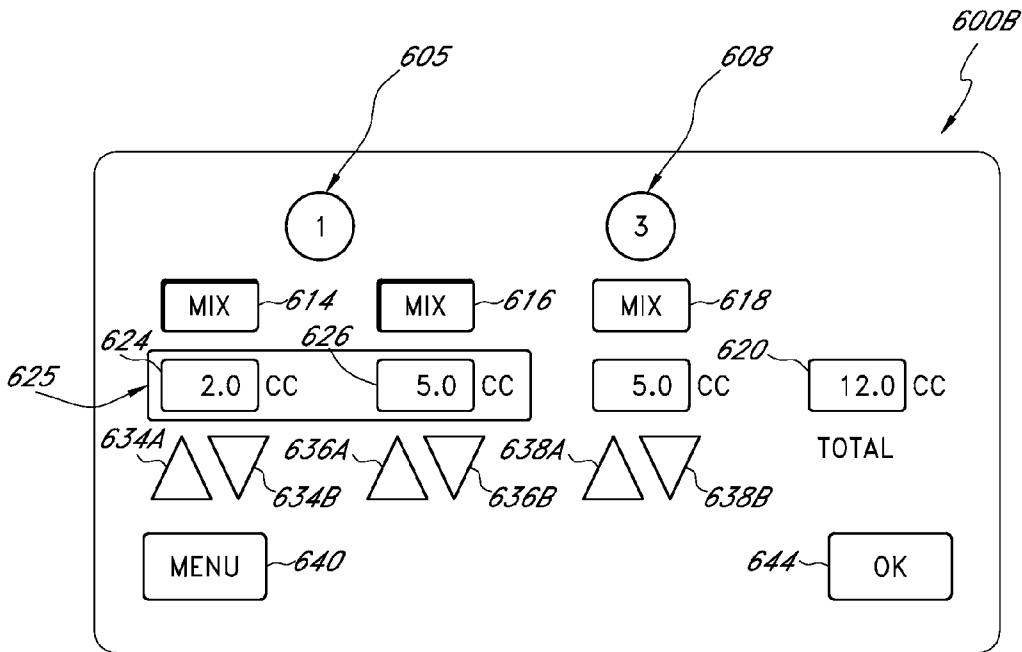 600B
605 608
1 3
MIX 614 MIX 616 MIX 618
624 626 620
625 2.0 CC 5.0 CC 5.0 CC 12.0 CC
634A 636A 638A TOTAL
634B 636B 638B
MENU 640 644 OK